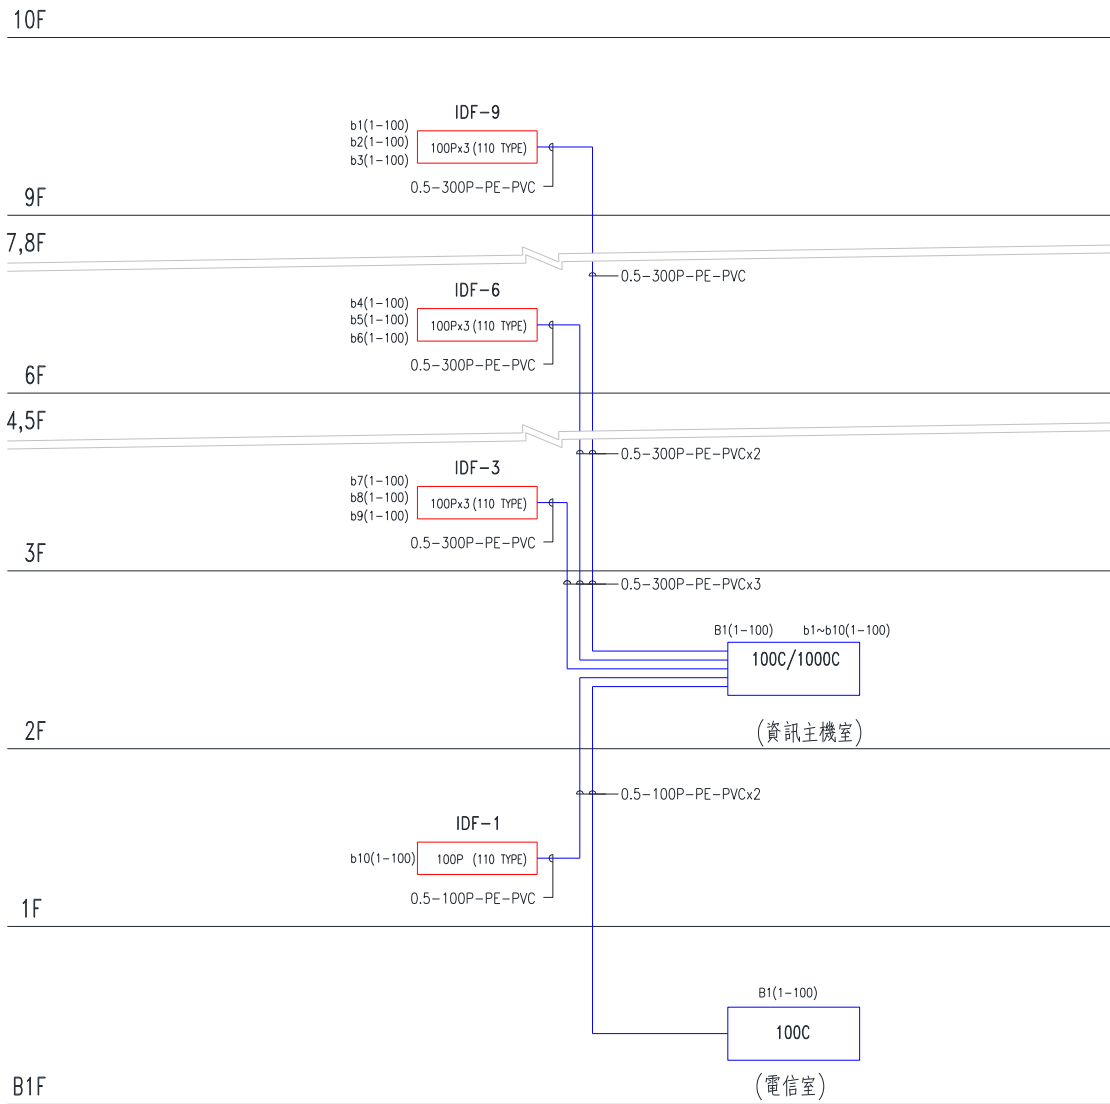 10F
IDF-9
b1(1-100)
b2(1-100)
b3(1-100)
100Px3 (110 TYPE)
0.5-300P-PE-PVC
9F
7,8F
0.5-300P-PE-PVC
IDF-6
b4(1-100)
b5(1-100)
b6(1-100)
100Px3 (110 TYPE)
0.5-300P-PE-PVC
6F
4,5F
0.5-300P-PE-PVCx2
IDF-3
b7(1-100)
b8(1-100)
b9(1-100)
100Px3 (110 TYPE)
0.5-300P-PE-PVC
3F
0.5-300P-PE-PVCx3
B1(1-100) b1~b10(1-100)
100C/1000C
(資訊主機室)
2F
0.5-100P-PE-PVCx2
IDF-1
b10(1-100)
100P (110 TYPE)
0.5-100P-PE-PVC
1F
B1(1-100)
100C
(電信室)
B1F